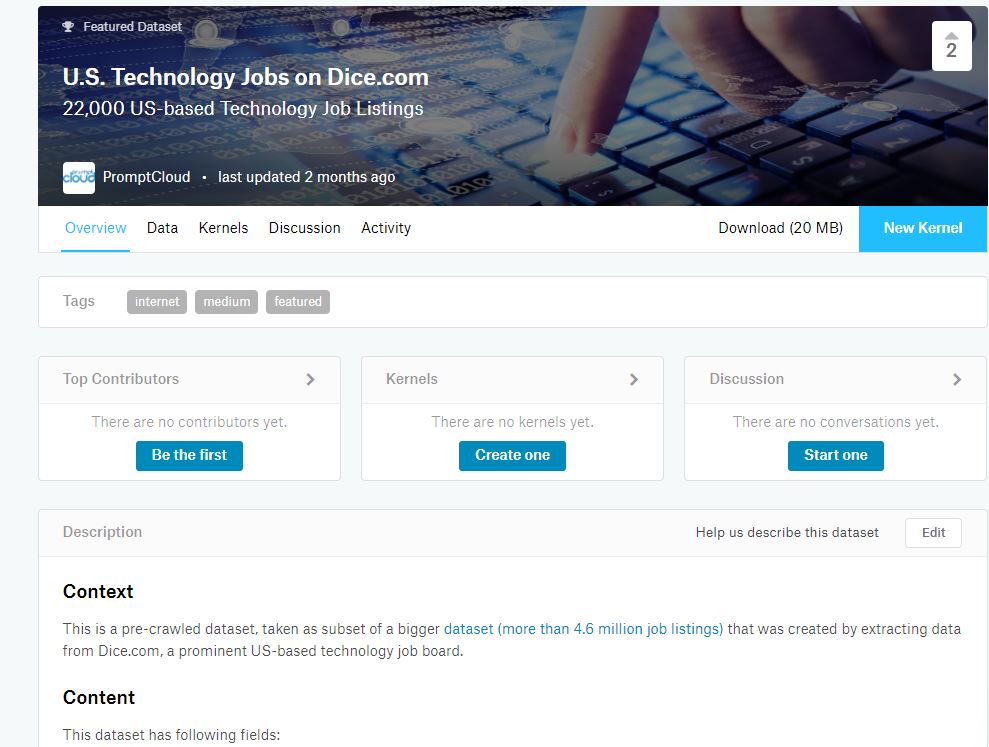 Featured Dataset
2
U.S. Technology Jobs on Dice.com
22,000 US-based Technology Job Listings
cloud
PromptCloud • last updated 2 months ago
Overview Data Kernels Discussion Activity Download (20 MB) New Kernel
Tags internet medium featured
Top Contributors
There are no contributors yet.
Be the first
Kernels
There are no kernels yet.
Create one
Discussion
There are no conversations yet.
Start one
Description Help us describe this dataset Edit
Context
This is a pre-crawled dataset, taken as subset of a bigger dataset (more than 4.6 million job listings) that was created by extracting data
from Dice.com, a prominent US-based technology job board.
Content
This dataset has following fields: